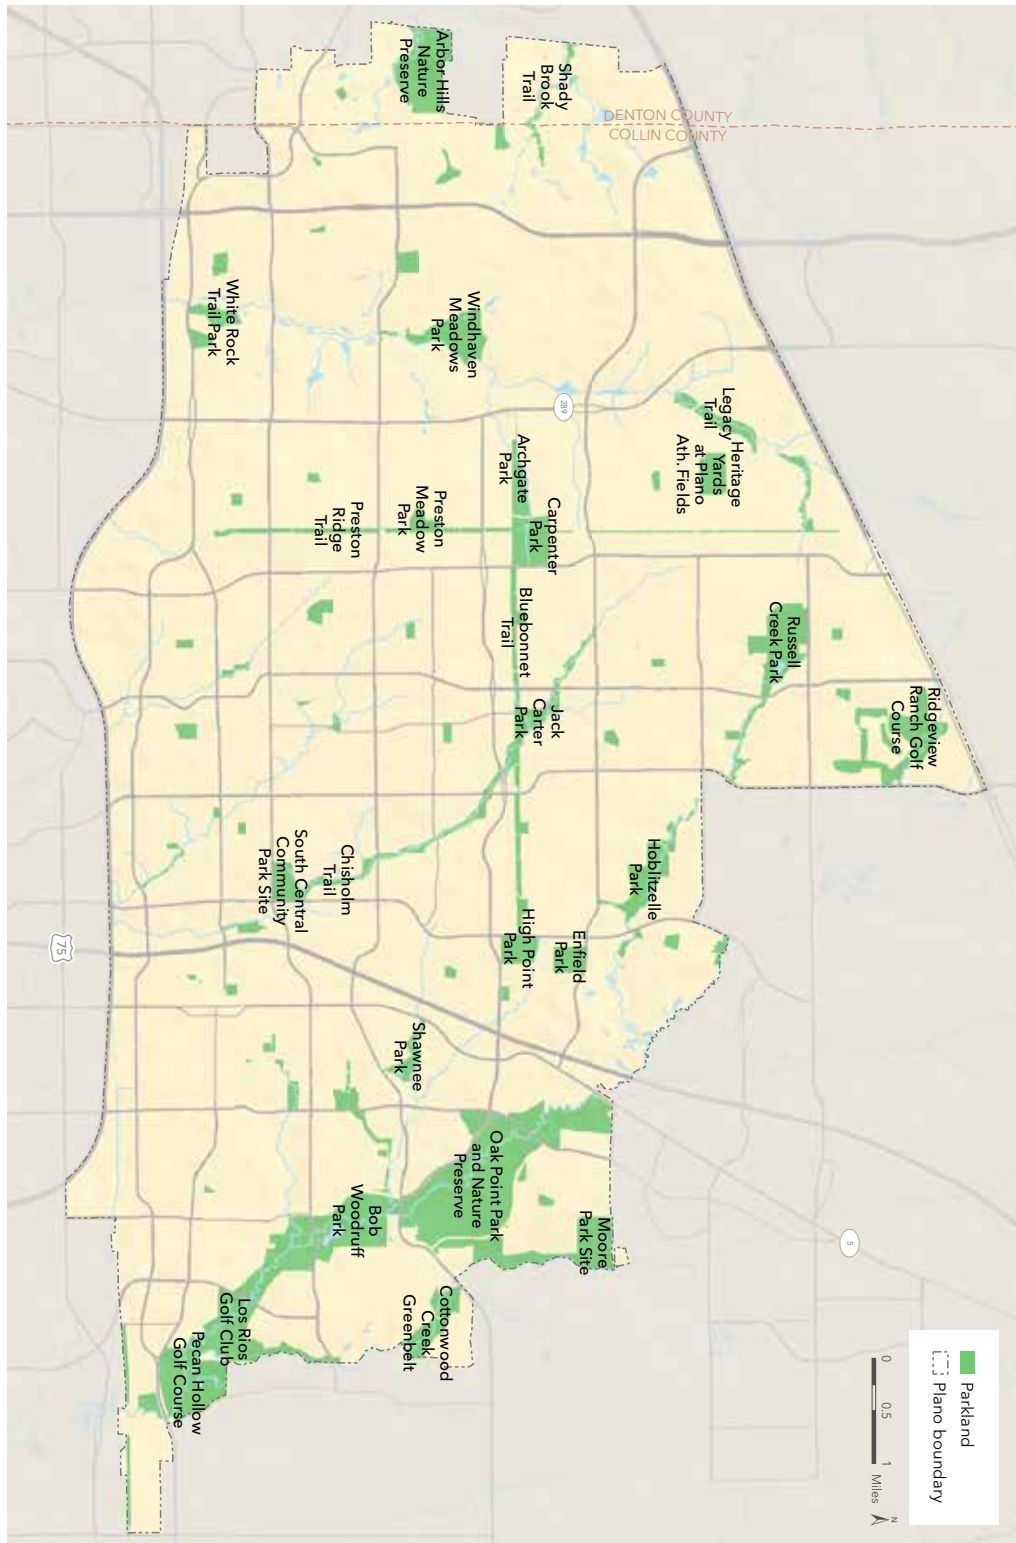 Arbor Hills
Nature
Preserve
Shady
Brook
Trail
DENTON COUNTY
COLLIN COUNTY
White Rock
Trail Park
Windhaven
Meadows
Park
289
Legacy
Trail
Heritage
Yards
at Plano
Ath. Fields
Archgate
Park
Carpenter
Park
Preston
Meadow
Park
Preston
Ridge
Trail
Bluebonnet
Trail
Russell
Creek Park
Ridgeview
Ranch Golf
Course
Jack
Carter
Park
Hoblitzelle
Park
Chisholm
Trail
South Central
Community
Park Site
High Point
Park
Enfield
Park
75
Shawnee
Park
Oak Point Park
and Nature
Preserve
Moore
Park Site
Bob
Woodruff
Park
5
Cottonwood
Creek
Greenbelt
Los Rios
Golf Club
Pecan Hollow
Golf Course
Parkland
Plano boundary
0 0.5 1
Miles
N